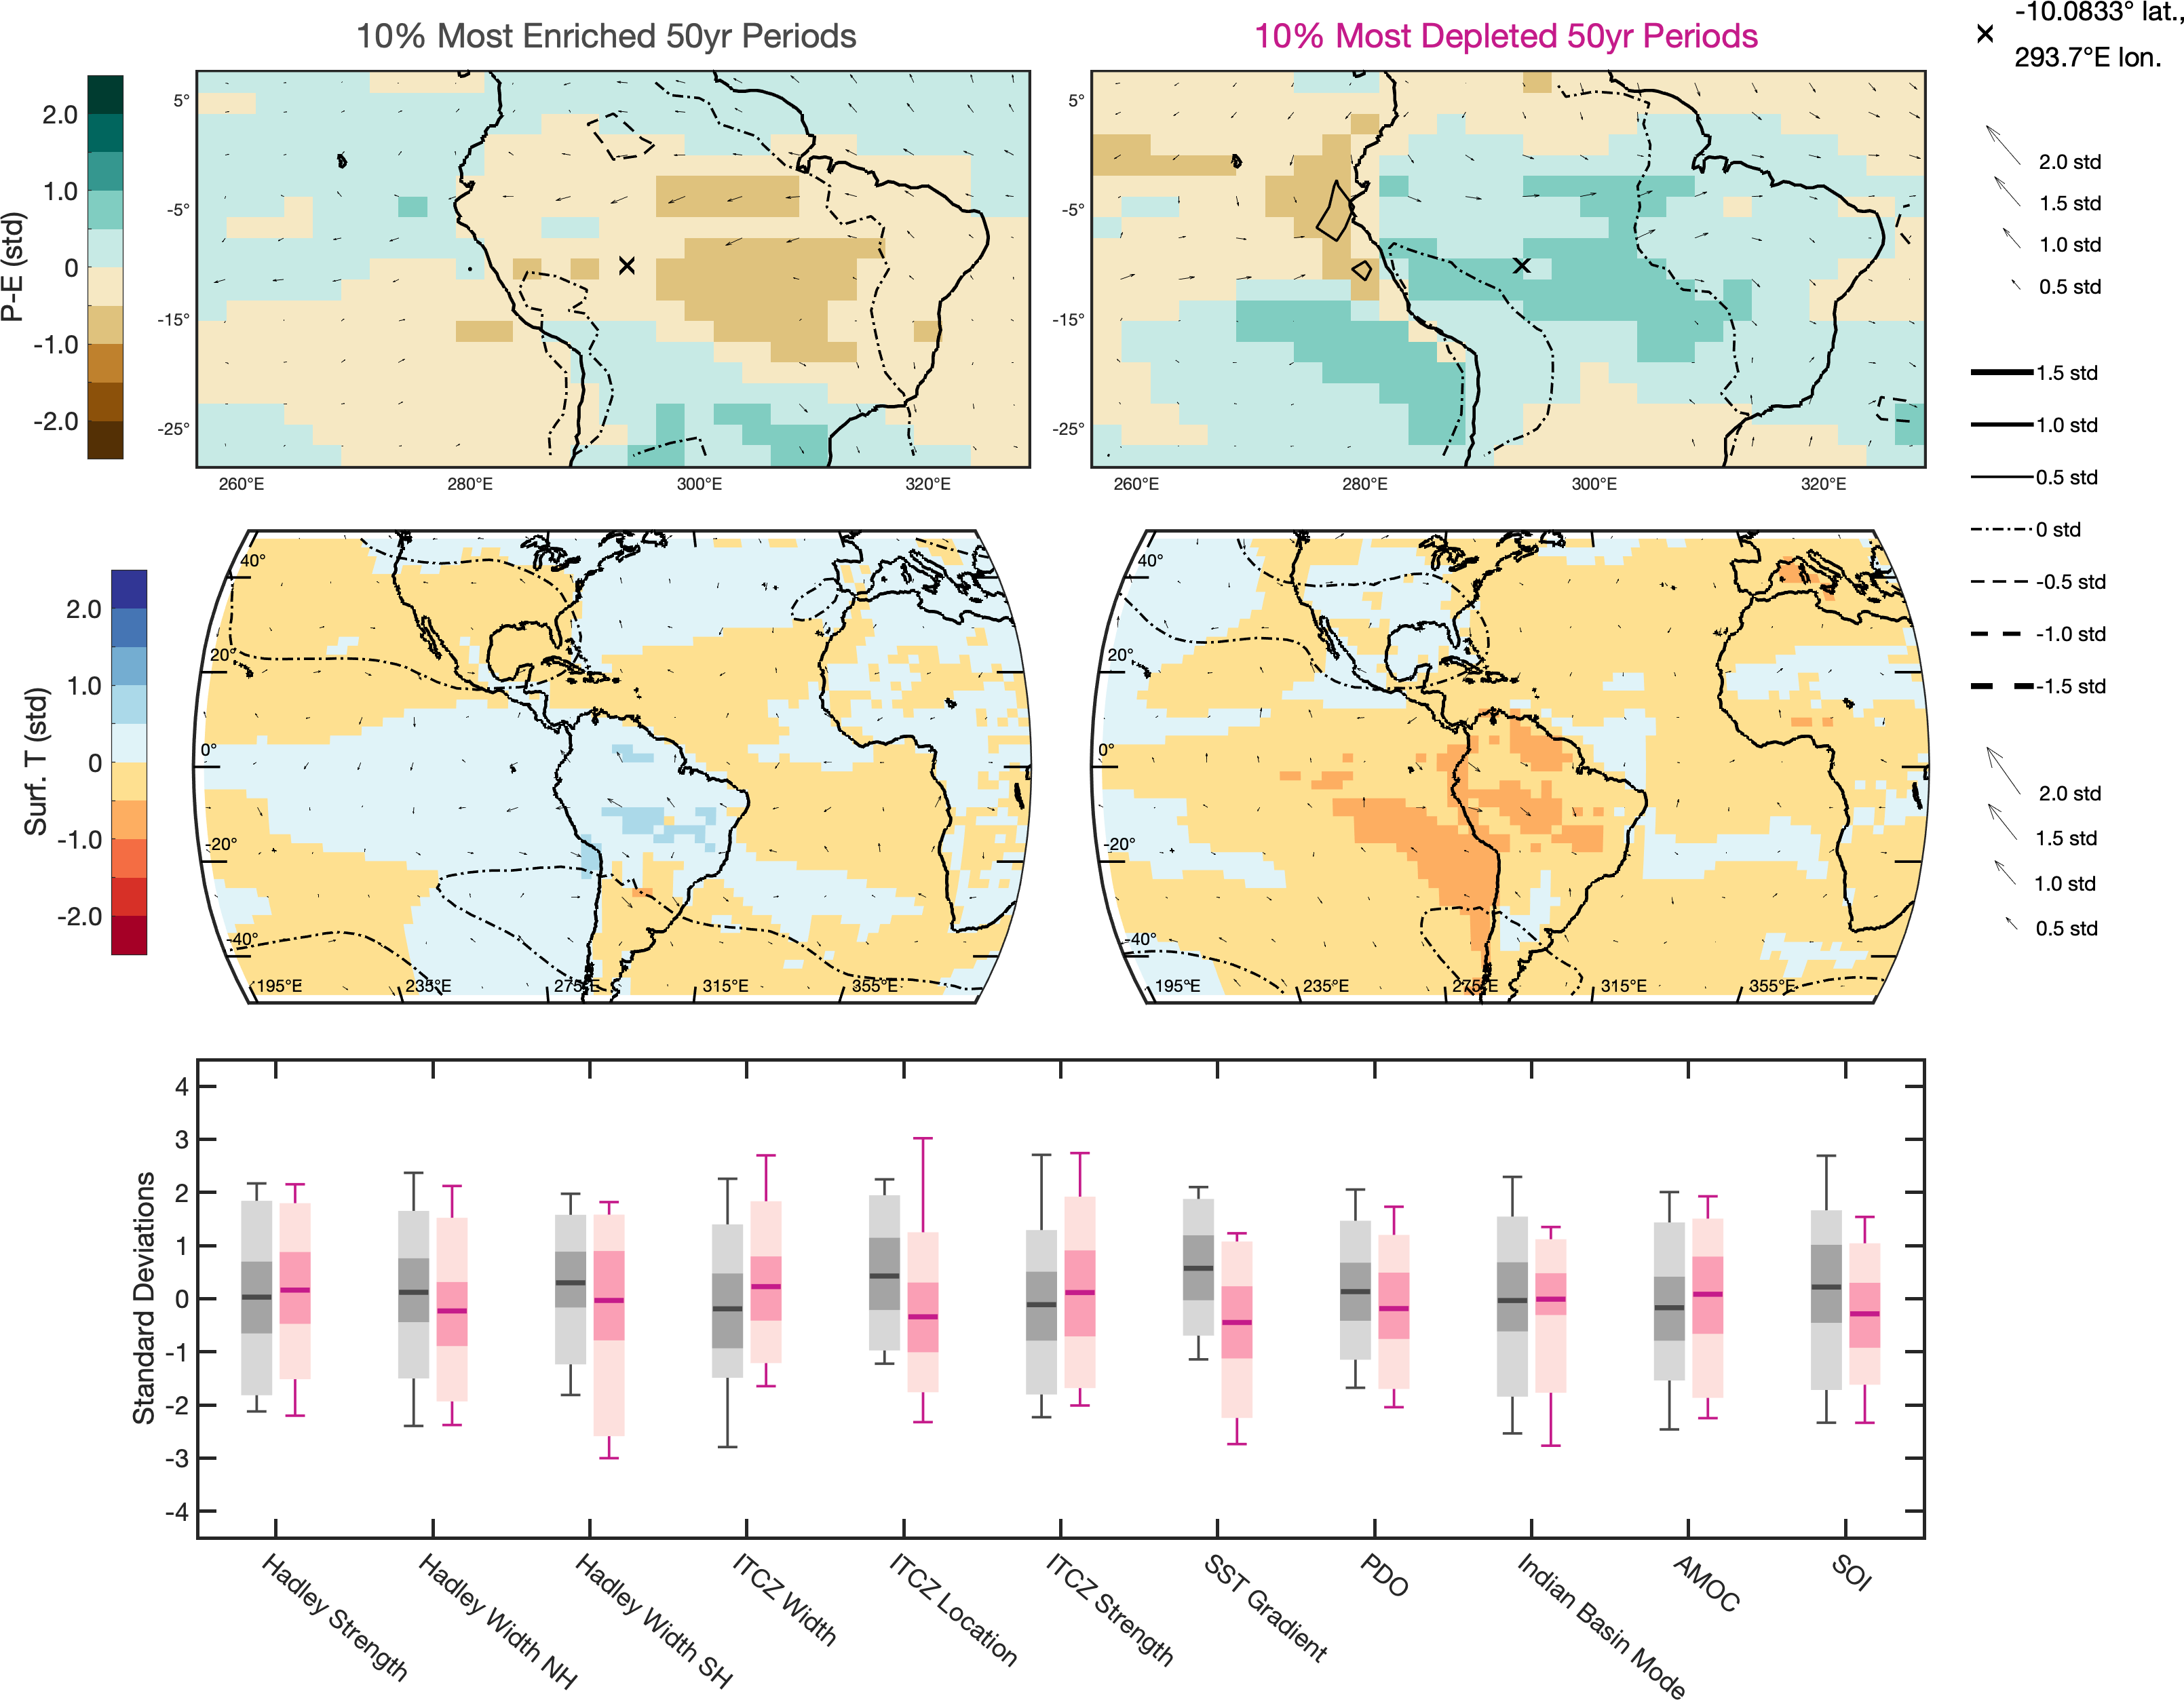 10% Most Enriched 50yr Periods
10% Most Depleted 50yr Periods
-10.0833° lat.,
293.7°E lon.
P-E (std)
2.0
1.0
0
-1.0
-2.0
5°
-5°
-15°
-25°
260°E
280°E
300°E
320°E
5°
-5°
-15°
-25°
260°E
280°E
300°E
320°E
2.0 std
1.5 std
1.0 std
0.5 std
1.5 std
1.0 std
0.5 std
0 std
-0.5 std
-1.0 std
-1.5 std
Surf. T (std)
2.0
1.0
0
-1.0
-2.0
40°
20°
0°
-20°
-40°
195°E
235°E
275°E
315°E
355°E
40°
20°
0°
-20°
-40°
195°E
235°E
275°E
315°E
355°E
2.0 std
1.5 std
1.0 std
0.5 std
Standard Deviations
4
3
2
1
0
-1
-2
-3
-4
Hadley Strength
Hadley Width NH
Hadley Width SH
ITCZ Width
ITCZ Location
ITCZ Strength
SST Gradient
PDO
Indian Basin Mode
AMOC
SOI